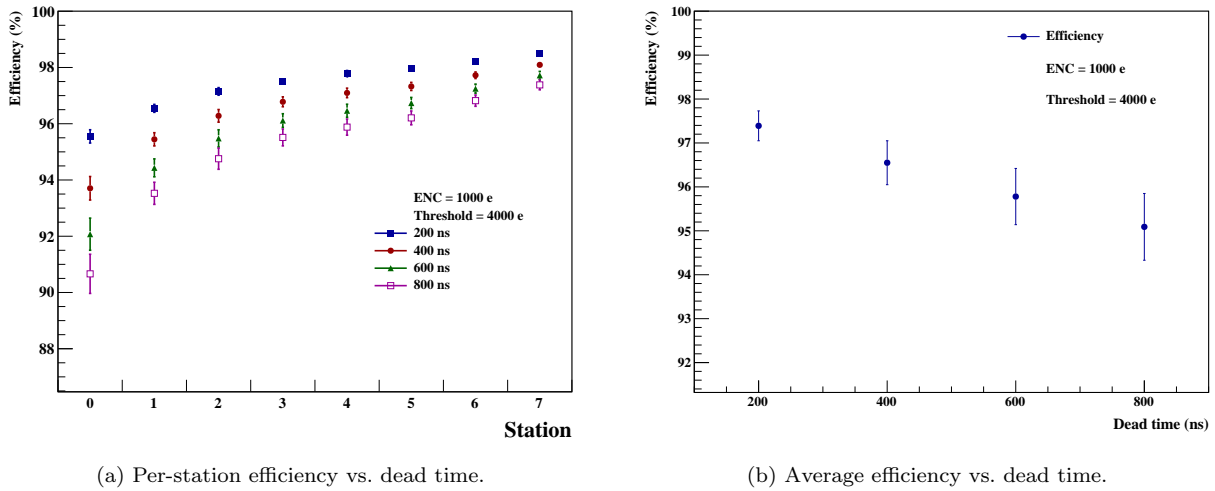 Efficiency (%)
100
98
96
94
92
90
88
ENC = 1000 e
Threshold = 4000 e
200 ns
400 ns
600 ns
800 ns
0 1 2 3 4 5 6 7
Station
(a) Per-station efficiency vs. dead time.
Efficiency (%)
100
99
98
97
96
95
94
93
92
Efficiency
ENC = 1000 e
Threshold = 4000 e
200 400 600 800
Dead time (ns)
(b) Average efficiency vs. dead time.